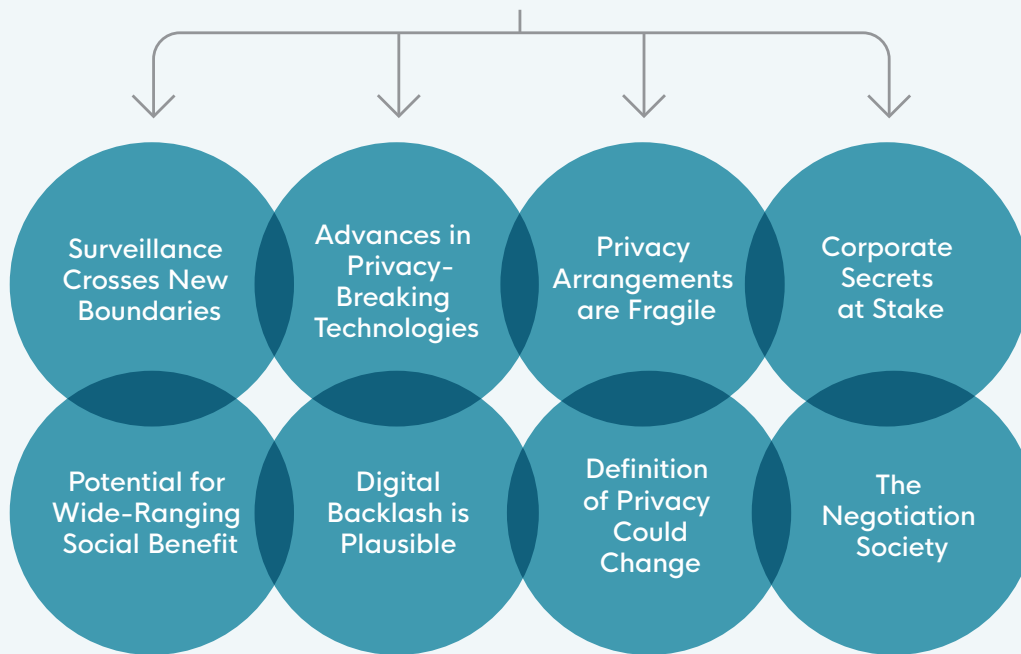 Surveillance
Crosses New
Boundaries
Advances in
Privacy-
Breaking
Technologies
Privacy
Arrangements
are Fragile
Corporate
Secrets
at Stake
Potential for
Wide-Ranging
Social Benefit
Digital
Backlash is
Plausible
Definition
of Privacy
Could
Change
The
Negotiation
Society